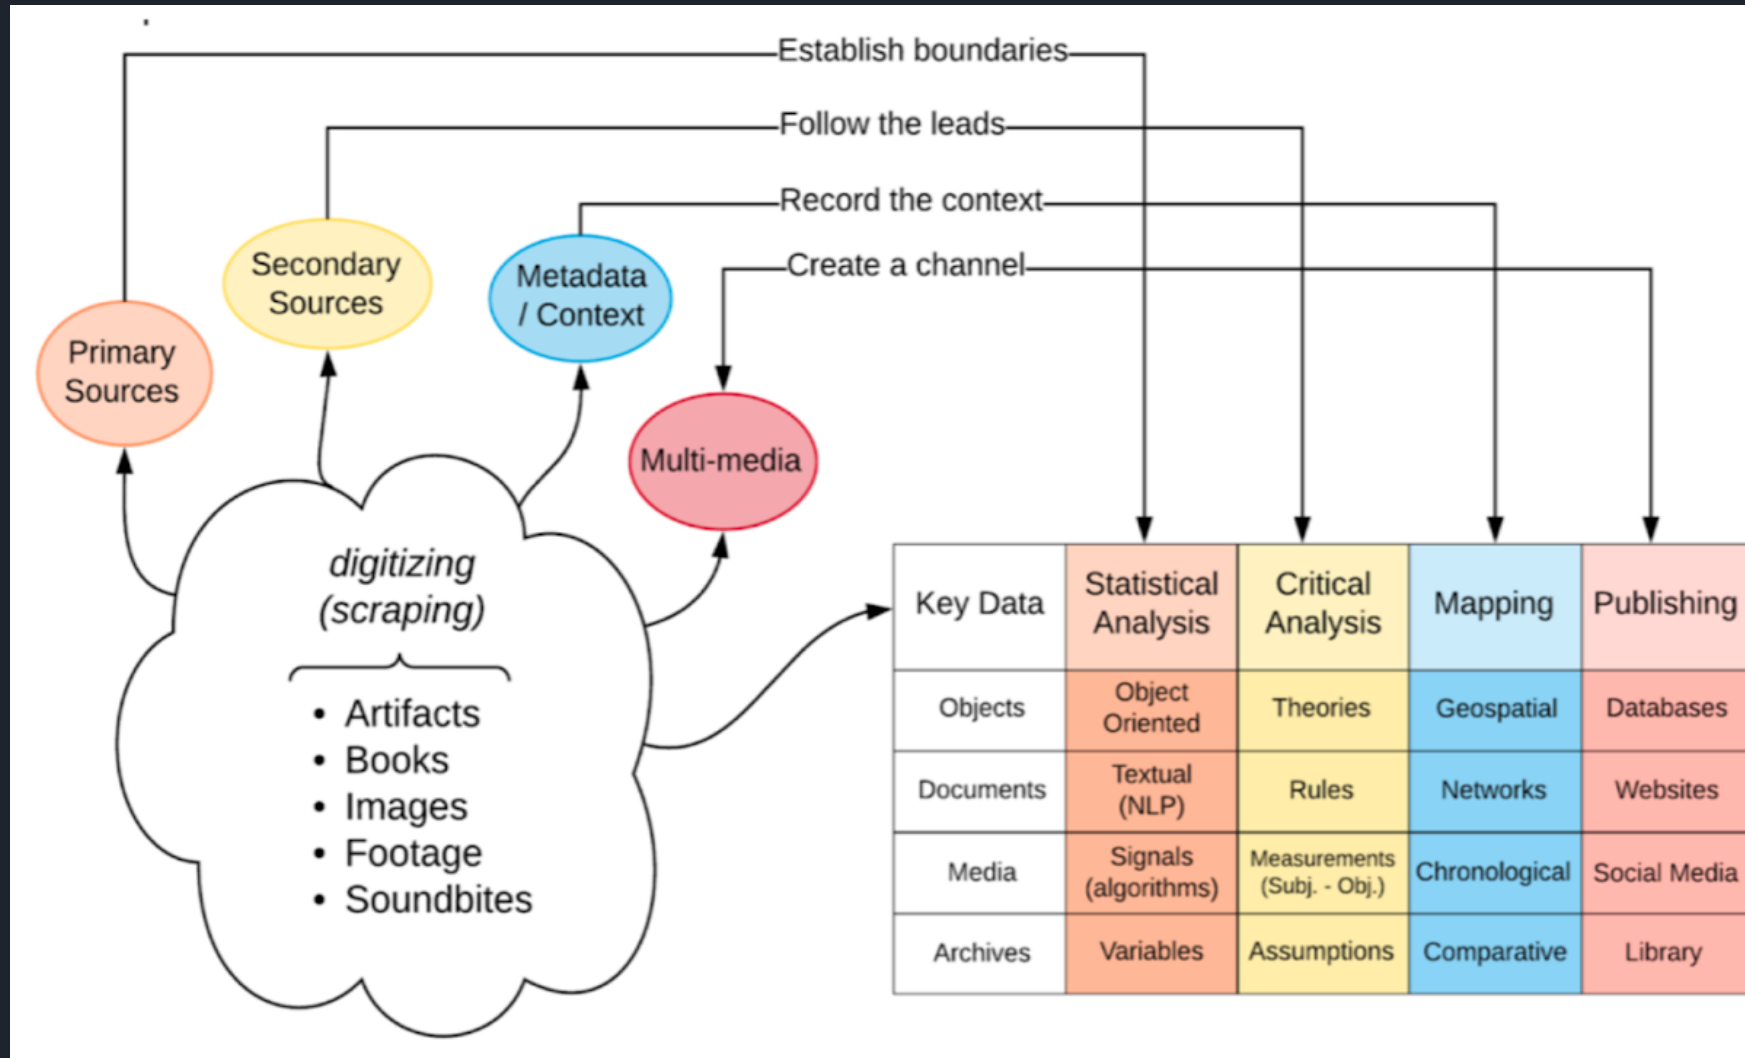 Establish boundaries
Follow the leads
Record the context
Create a channel
Secondary
Sources
Metadata
/ Context
Primary
Sources
Multi-media
digitizing
(scraping)
• Artifacts
• Books
• Images
• Footage
• Soundbites
Key Data
Statistical
Analysis
Critical
Analysis
Mapping
Publishing
Objects
Object
Oriented
Theories
Geospatial
Databases
Documents
Textual
(NLP)
Rules
Networks
Websites
Media
Signals
(algorithms)
Measurements
(Subj. - Obj.)
Chronological
Social Media
Archives
Variables
Assumptions
Comparative
Library